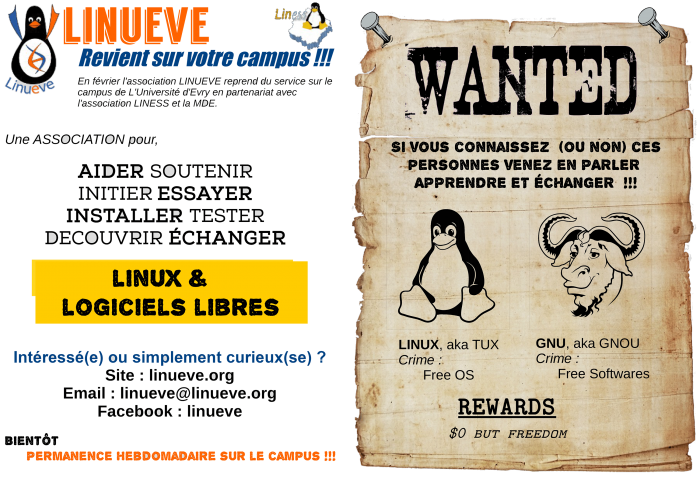 LINUEVE
Linesse
Revient sur votre campus !!!
Linueve
En février l'association LINUEVE reprend du service sur le
campus de L'Université d'Evry en partenariat avec
l'association LINESS et la MDE.
Une ASSOCIATION pour,
AIDER SOUTENIR
INITIER ESSAYER
INSTALLER TESTER
DECOUVRIR ÉCHANGER
LINUX &
LOGICIELS LIBRES
Intéressé(e) ou simplement curieux(se) ?
Site : linueve.org
Email : linueve@linueve.org
Facebook : linueve
BIENTÔT
PERMANENCE HEBDOMADAIRE SUR LE CAMPUS !!!
WANTED
SI VOUS CONNAISSEZ (OU NON) CES
PERSONNES VENEZ EN PARLER
APPRENDRE ET ÉCHANGER !!!
LINUX, aka TUX
Crime :
Free OS
GNU, aka GNOU
Crime :
Free Softwares
REWARDS
$0 BUT FREEDOM